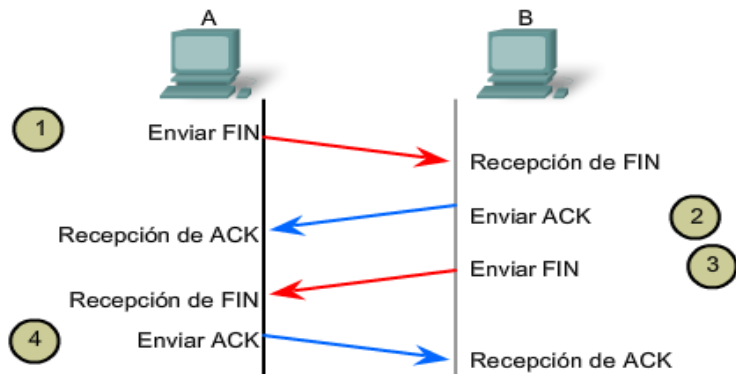 A
B
1
Enviar FIN
Recepción de FIN
Enviar ACK
2
Recepción de ACK
Enviar FIN
3
Recepción de FIN
4
Enviar ACK
Recepción de ACK